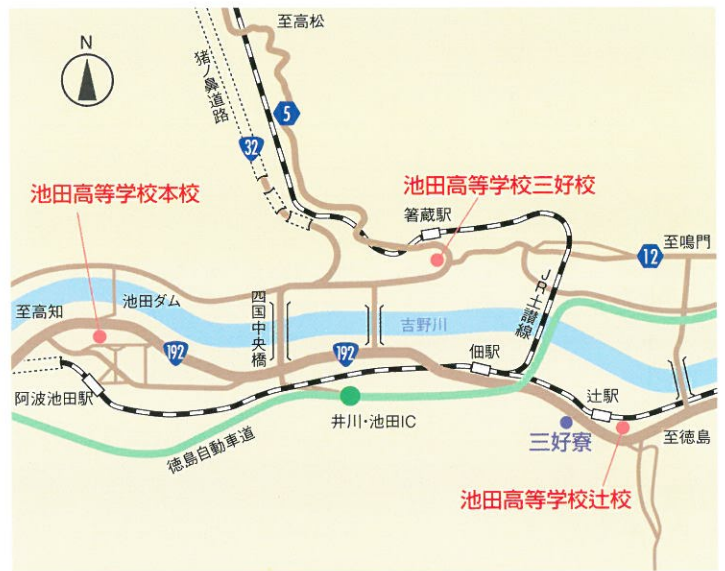 至高松
N
猪ノ鼻道路
5
32
池田高等学校本校
池田高等学校三好校
箸蔵駅
至鳴門
12
JR土讃線
至高知
池田ダム
四国中央橋
吉野川
192
192
佃駅
阿波池田駅
辻駅
井川・池田IC
徳島自動車道
三好寮
至徳島
池田高等学校辻校